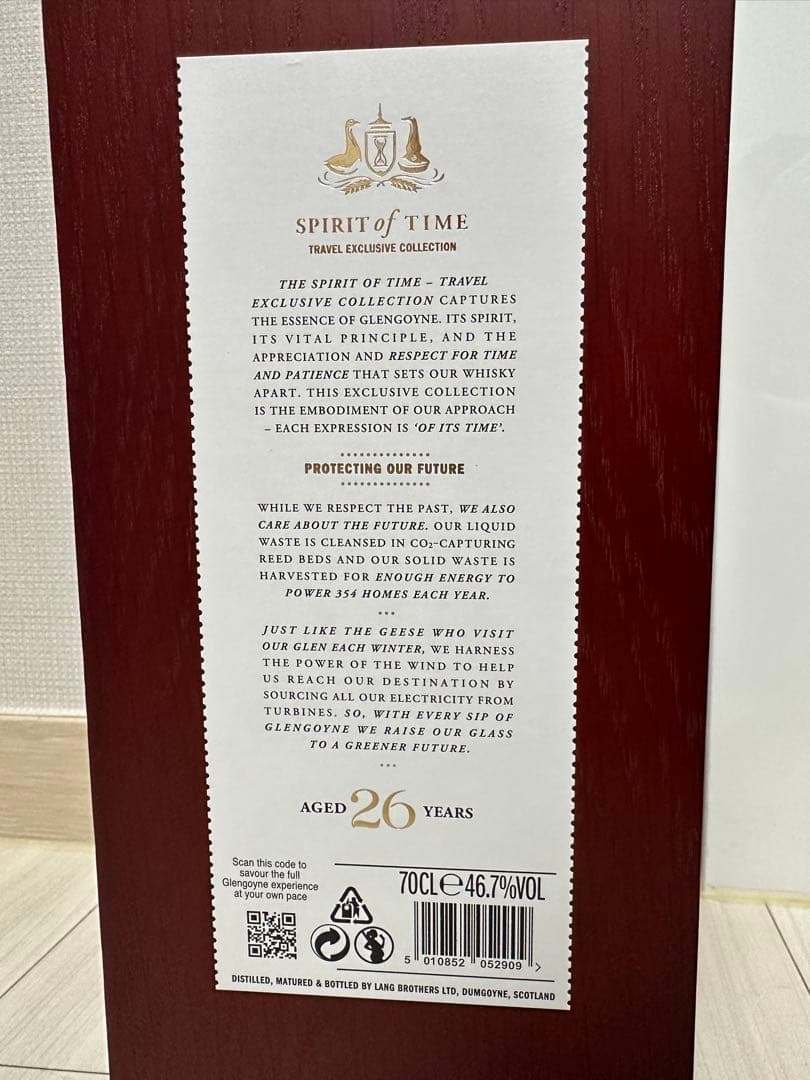 SPIRIT of TIME
TRAVEL EXCLUSIVE COLLECTION
THE SPIRIT OF TIME – TRAVEL
EXCLUSIVE COLLECTION CAPTURES
THE ESSENCE OF GLENGOYNE. ITS SPIRIT,
ITS VITAL PRINCIPLE, AND THE
APPRECIATION AND RESPECT FOR TIME
AND PATIENCE THAT SETS OUR WHISKY
APART. THIS EXCLUSIVE COLLECTION
IS THE EMBODIMENT OF OUR APPROACH
– EACH EXPRESSION IS ‘OF ITS TIME’.
PROTECTING OUR FUTURE
WHILE WE RESPECT THE PAST, WE ALSO
CARE ABOUT THE FUTURE. OUR LIQUID
WASTE IS CLEANSED IN CO₂-CAPTURING
REED BEDS AND OUR SOLID WASTE IS
HARVESTED FOR ENOUGH ENERGY TO
POWER 354 HOMES EACH YEAR.
JUST LIKE THE GEESE WHO VISIT
OUR GLEN EACH WINTER, WE HARNESS
THE POWER OF THE WIND TO HELP
US REACH OUR DESTINATION BY
SOURCING ALL OUR ELECTRICITY FROM
TURBINES. SO, WITH EVERY SIP OF
GLENGOYNE WE RAISE OUR GLASS
TO A GREENER FUTURE.
AGED 26 YEARS
Scan this code to
savour the full
Glengoyne experience
at your own pace
70CL℮46.7%VOL
5 010852 052909 >
DISTILLED, MATURED & BOTTLED BY LANG BROTHERS LTD, DUMGOYNE, SCOTLAND